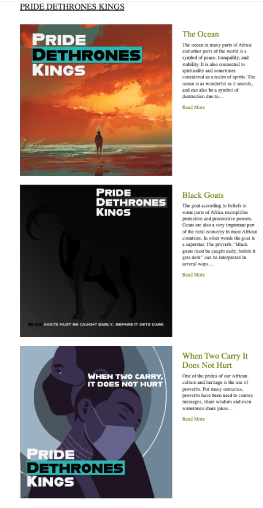 PRIDE DETHRONES KINGS
PRIDE
DETHRONES
KINGS
The Ocean
The ocean in many parts of Africa
and other parts of the world is a
symbol of peace, tranquility, and
stability. It is also connected to
spirituality and sometimes
considered as a realm of spirits. The
ocean is as wonderful as it sounds,
and can also be a symbol of
destruction due to…
Read More
PRIDE
DETHRONES
KINGS
BLACK GOATS MUST BE CAUGHT EARLY, BEFORE IT GETS DARK
Black Goats
The goat according to beliefs in
some parts of Africa exemplifies
protective and procreative powers.
Goats are also a very important part
of the rural economy in most African
countries. In other words the goat is
a superstar. The proverb, "Black
goats must be caught early, before it
gets dark" can be interpreted in
several ways…
Read More
WHEN TWO CARRY,
IT DOES NOT HURT
PRIDE
DETHRONES
KINGS
When Two Carry It
Does Not Hurt
One of the prides of our African
culture and heritage is the use of
proverbs. For many centuries,
proverbs have been used to convey
messages, share wisdom and even
sometimes share jokes…
Read More